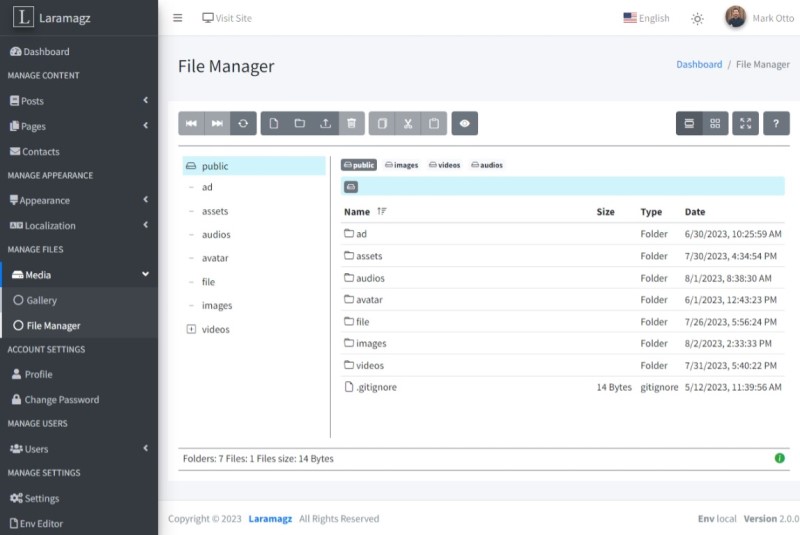 L Laramagz
Visit Site
English
Mark Otto
Dashboard
MANAGE CONTENT
Posts
Pages
Contacts
MANAGE APPEARANCE
Appearance
Localization
MANAGE FILES
Media
Gallery
File Manager
ACCOUNT SETTINGS
Profile
Change Password
MANAGE USERS
Users
MANAGE SETTINGS
Settings
Env Editor
File Manager
Dashboard / File Manager
?
public
ad
assets
audios
avatar
file
images
videos
public images videos audios
Name Size Type Date
ad Folder 6/30/2023, 10:25:59 AM
assets Folder 7/30/2023, 4:34:54 PM
audios Folder 8/1/2023, 8:38:30 AM
avatar Folder 6/1/2023, 12:43:23 PM
file Folder 7/26/2023, 5:56:24 PM
images Folder 8/2/2023, 2:33:33 PM
videos Folder 7/31/2023, 5:40:22 PM
.gitignore 14 Bytes gitignore 5/12/2023, 11:39:56 AM
Folders: 7 Files: 1 Files size: 14 Bytes
Copyright © 2023 Laramagz All Rights Reserved
Env local Version 2.0.0